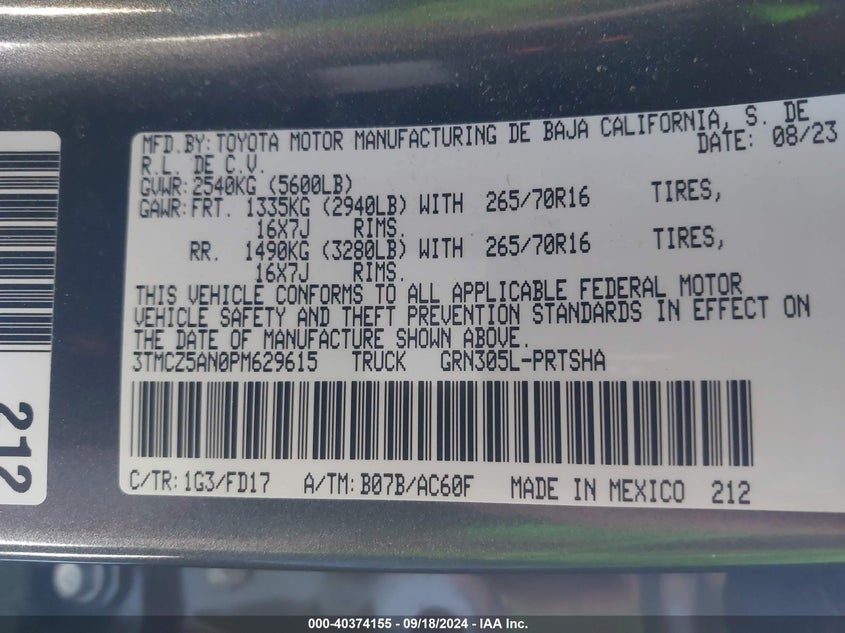 MFD.BY: TOYOTA MOTOR MANUFACTURING DE BAJA CALIFORNIA, S. DE
R.L. DE C.V. DATE: 08/23
GVWR: 2540KG (5600LB)
GAWR: FRT. 1335KG (2940LB) WITH 265/70R16 TIRES,
16X7J RIMS.
RR. 1490KG (3280LB) WITH 265/70R16 TIRES,
16X7J RIMS.
THIS VEHICLE CONFORMS TO ALL APPLICABLE FEDERAL MOTOR
VEHICLE SAFETY AND THEFT PREVENTION STANDARDS IN EFFECT ON
THE DATE OF MANUFACTURE SHOWN ABOVE.
3TMCZ5AN0PM629615 TRUCK GRN305L-PRTSHA
C/TR: 1G3/FD17 A/TM: B07B/AC60F MADE IN MEXICO 212
212
000-40374155 - 09/18/2024 - IAA Inc.